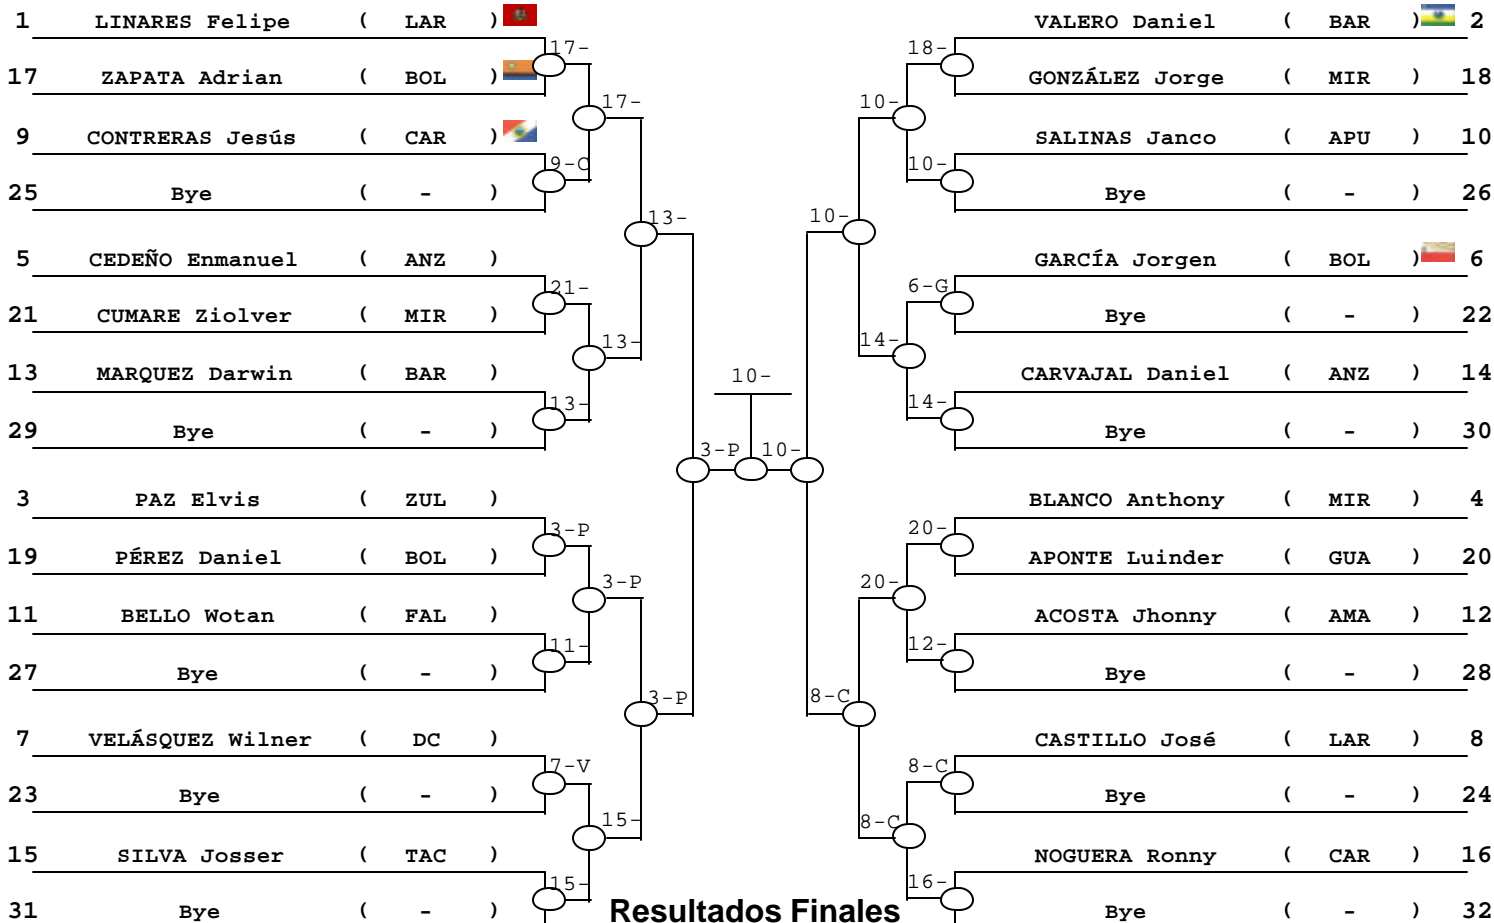 1 LINARES Felipe ( LAR ) VALERO Daniel ( BAR ) 2
17- 18-
17 ZAPATA Adrian ( BOL ) GONZÁLEZ Jorge ( MIR ) 18
17- 10-
9 CONTRERAS Jesús ( CAR ) SALINAS Janco ( APU ) 10
9-C 10-
25 Bye ( - ) Bye ( - ) 26
13- 10-
5 CEDEÑO Enmanuel ( ANZ ) GARCÍA Jorgen ( BOL ) 6
21- 6-G
21 CUMARE Ziolver ( MIR ) Bye ( - ) 22
13- 14-
13 MARQUEZ Darwin ( BAR ) 10- CARVAJAL Daniel ( ANZ ) 14
13- 14-
29 Bye ( - ) Bye ( - ) 30
3-P 10-
3 PAZ Elvis ( ZUL ) BLANCO Anthony ( MIR ) 4
3-P 20-
19 PÉREZ Daniel ( BOL ) APONTE Luinder ( GUA ) 20
3-P 20-
11 BELLO Wotan ( FAL ) ACOSTA Jhonny ( AMA ) 12
11- 12-
27 Bye ( - ) Bye ( - ) 28
3-P 8-C
7 VELÁSQUEZ Wilner ( DC ) CASTILLO José ( LAR ) 8
7-V 8-C
23 Bye ( - ) Bye ( - ) 24
15- 8-C
15 SILVA Josser ( TAC ) NOGUERA Ronny ( CAR ) 16
15- 16-
31 Bye ( - ) Resultados Finales Bye ( - ) 32